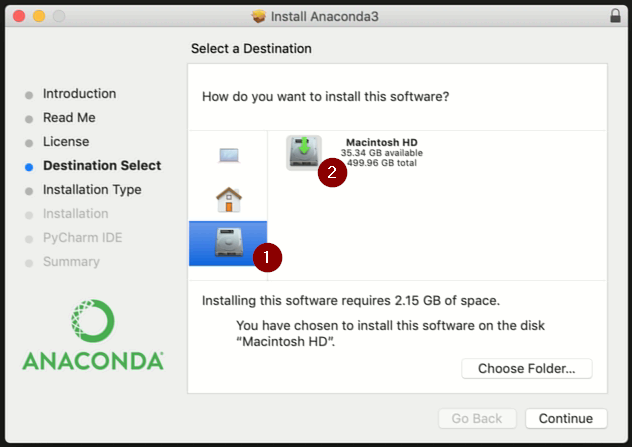 Install Anaconda3
Select a Destination
Introduction
Read Me
License
Destination Select
Installation Type
Installation
PyCharm IDE
Summary
ANACONDA
How do you want to install this software?
Macintosh HD
35.34 GB available
499.96 GB total
2
1
Installing this software requires 2.15 GB of space.
You have chosen to install this software on the disk
“Macintosh HD”.
Choose Folder...
Go Back
Continue